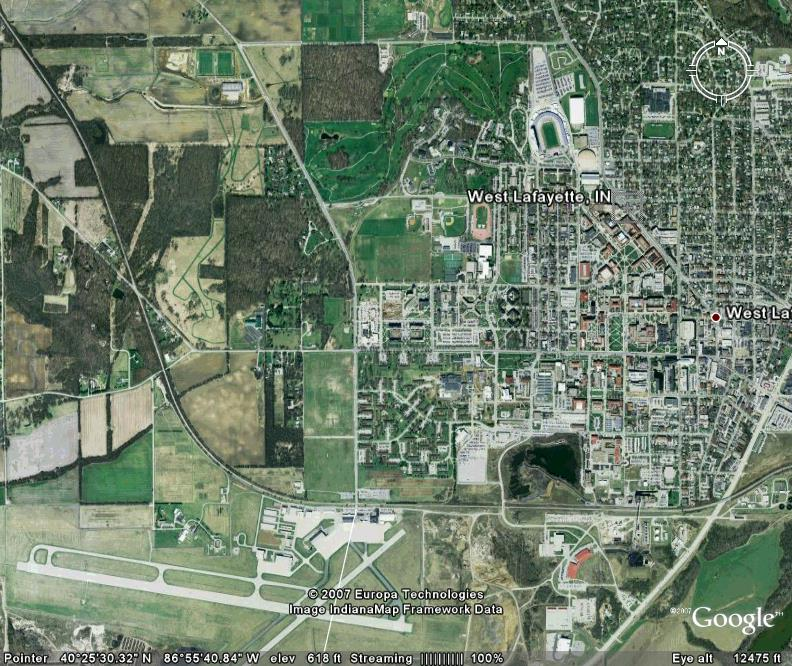 N
West Lafayette, IN
West Laf
© 2007 Europa Technologies
Image IndianaMap Framework Data
©2007 Google™
Pointer 40°25'30.32" N 86°55'40.84" W elev 618 ft Streaming |||||||||| 100% Eye alt 12475 ft